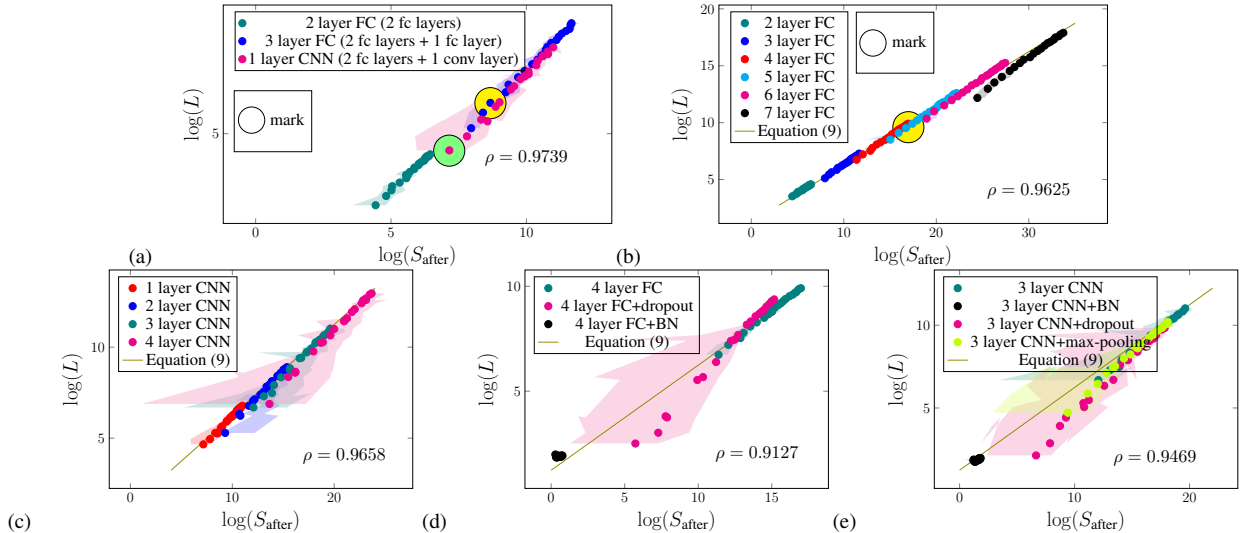 2 layer FC (2 fc layers)
3 layer FC (2 fc layers + 1 fc layer)
1 layer CNN (2 fc layers + 1 conv layer)
mark
ρ = 0.9739
log(L)
5
0
5
10
log(S_after)
(a)
2 layer FC
3 layer FC
4 layer FC
5 layer FC
6 layer FC
7 layer FC
Equation (9)
mark
ρ = 0.9625
log(L)
20
15
10
5
0
10
20
30
log(S_after)
(b)
1 layer CNN
2 layer CNN
3 layer CNN
4 layer CNN
Equation (9)
ρ = 0.9658
log(L)
10
5
0
10
20
log(S_after)
(c)
4 layer FC
4 layer FC+dropout
4 layer FC+BN
Equation (9)
ρ = 0.9127
log(L)
10
5
0
5
10
15
log(S_after)
(d)
3 layer CNN
3 layer CNN+BN
3 layer CNN+dropout
3 layer CNN+max-pooling
Equation (9)
ρ = 0.9469
log(L)
10
5
0
10
20
log(S_after)
(e)